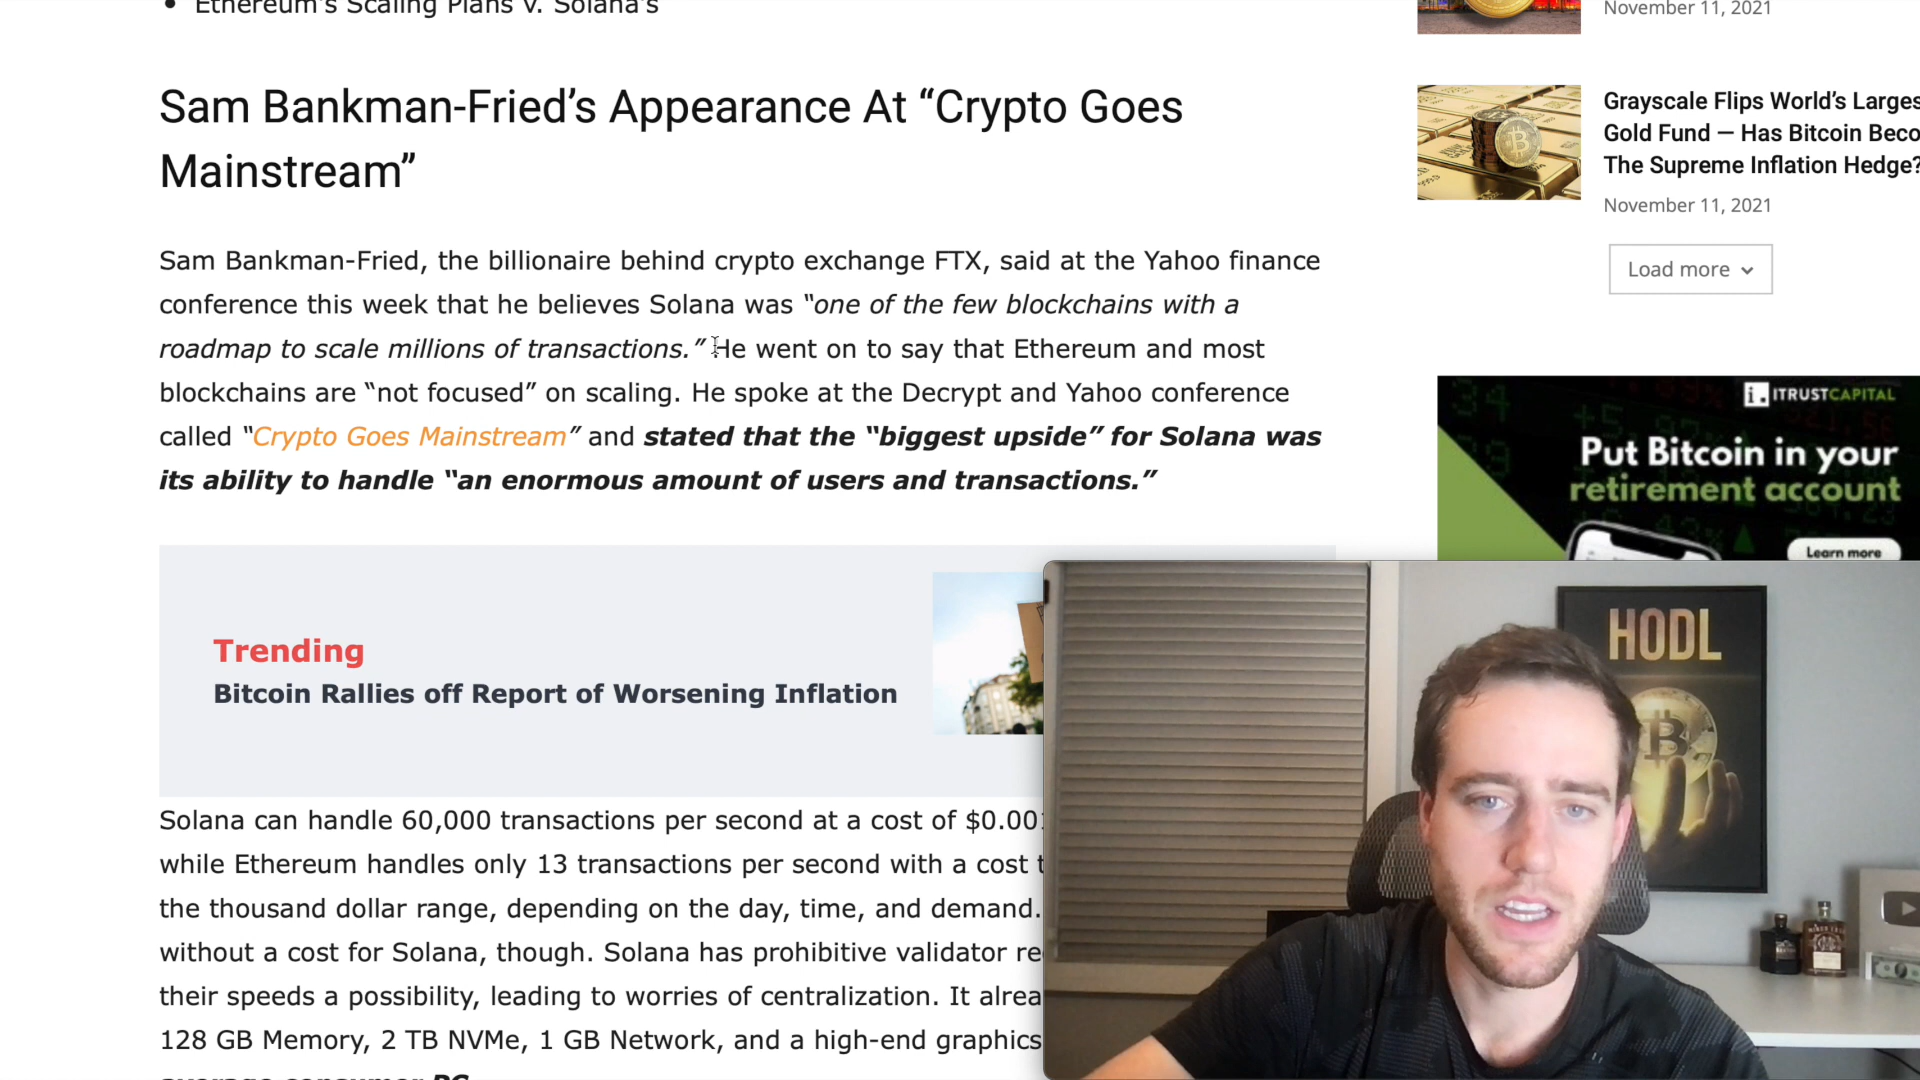 Ethereum's Scaling Plans v. Solana's
Sam Bankman-Fried’s Appearance At “Crypto Goes
Mainstream”
Sam Bankman-Fried, the billionaire behind crypto exchange FTX, said at the Yahoo finance
conference this week that he believes Solana was “one of the few blockchains with a
roadmap to scale millions of transactions.” He went on to say that Ethereum and most
blockchains are “not focused” on scaling. He spoke at the Decrypt and Yahoo conference
called “Crypto Goes Mainstream” and stated that the “biggest upside” for Solana was
its ability to handle “an enormous amount of users and transactions.”
Trending
Bitcoin Rallies off Report of Worsening Inflation
Solana can handle 60,000 transactions per second at a cost of $0.00
while Ethereum handles only 13 transactions per second with a cost
the thousand dollar range, depending on the day, time, and demand.
without a cost for Solana, though. Solana has prohibitive validator
their speeds a possibility, leading to worries of centralization. It
128 GB Memory, 2 TB NVMe, 1 GB Network, and a high-end graphics
average consumer PC
November 11, 2021
Grayscale Flips World’s Larges
Gold Fund — Has Bitcoin Beco
The Supreme Inflation Hedge?
November 11, 2021
Load more
ITRUSTCAPITAL
Put Bitcoin in your
retirement account
Learn more
HODL